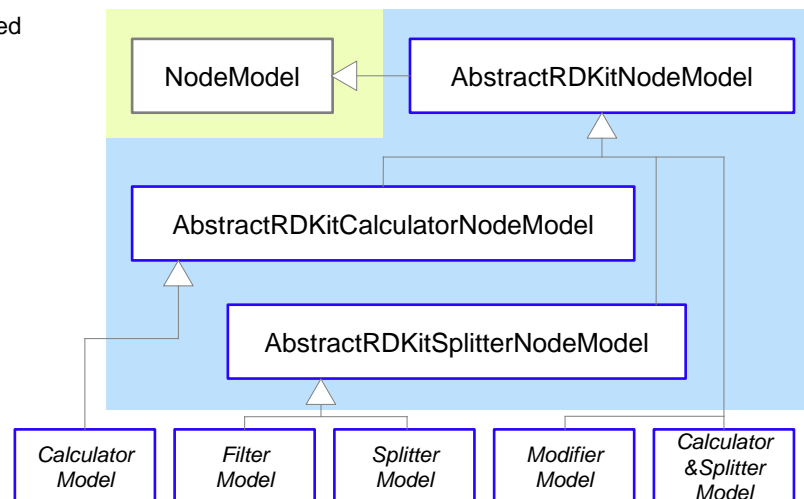 ed
NodeModel
AbstractRDKitNodeModel
AbstractRDKitCalculatorNodeModel
AbstractRDKitSplitterNodeModel
Calculator
Model
Filter
Model
Splitter
Model
Modifier
Model
Calculator
&Splitter
Model